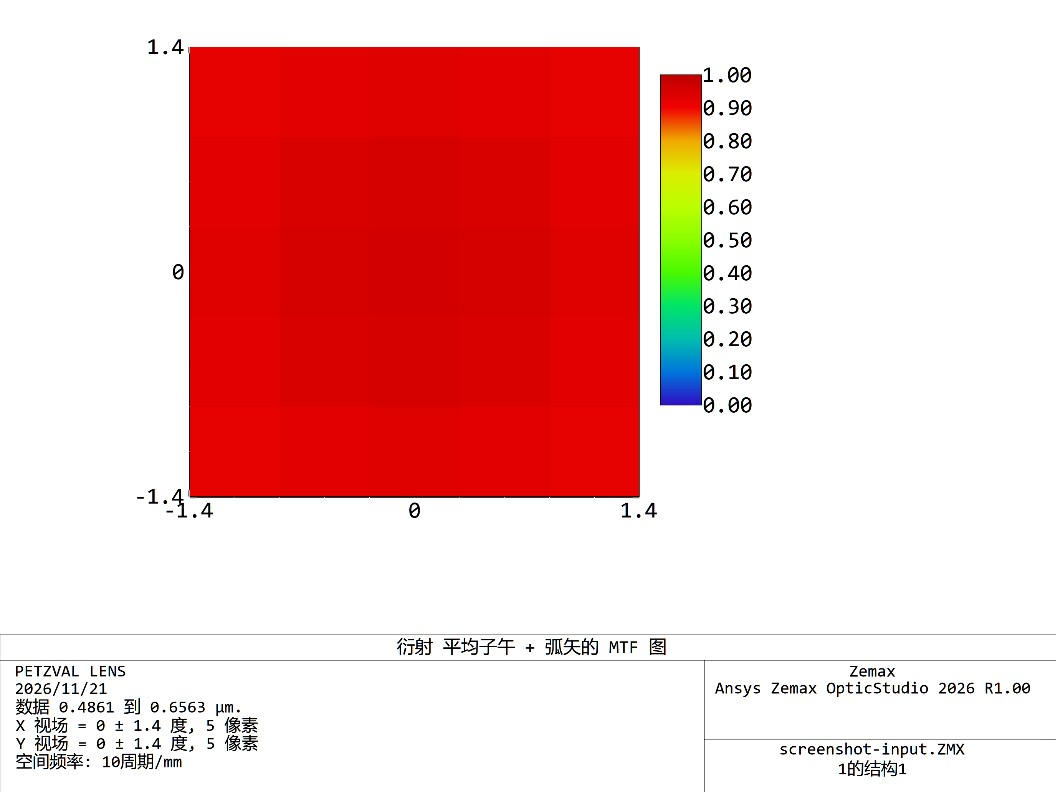 1.4
0
-1.4
-1.4 0 1.4
1.00
0.90
0.80
0.70
0.60
0.50
0.40
0.30
0.20
0.10
0.00
衍射 平均子午 + 弧矢的 MTF 图
PETZVAL LENS
2026/11/21
数据 0.4861 到 0.6563 µm.
X 视场 = 0 ± 1.4 度, 5 像素
Y 视场 = 0 ± 1.4 度, 5 像素
空间频率: 10周期/mm
Zemax
Ansys Zemax OpticStudio 2026 R1.00
screenshot-input.ZMX
1的结构1